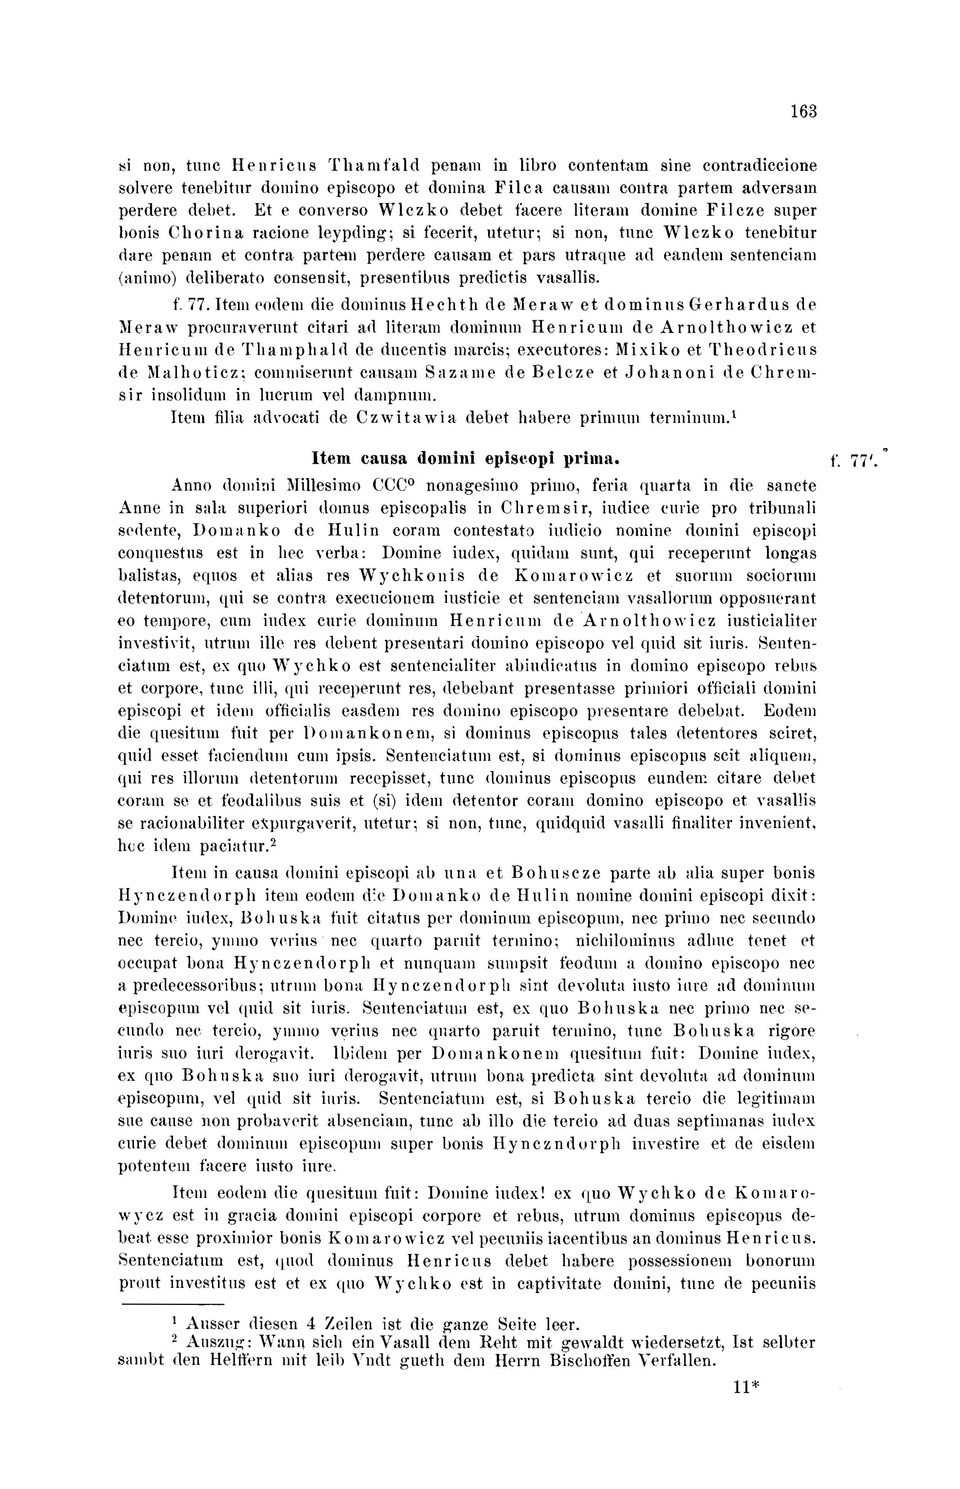 163
si non, tunc Henricus Thamfald penam in libro contentam sine contradiccione
solvere tenebitur domino episcopo et domina Filca causam contra partem adversam
perdere debet. Et e converso Wlczko debet facere literam domine Filcze super
bonis Chorina racione leypding; si fecerit, utetur; si non, tunc Wlczko tenebitur
dare penam et contra partem perdere causam et pars utraque ad eandem sentenciam
(animo) deliberato consensit, presentibus predictis vasallis.
f. 77. Item eodem die dominus Hechth de Meraw et dominus Gerhardus de
Meraw procuraverunt citari ad literam dominum Henricum de Arnolthowicz et
Henricum de Thamphald de ducentis marcis; executores: Mixiko et Theodricus
de Malhoticz; commiserunt causam Sazame de Belcze et Johanoni de Chrem-
sir insolidum in lucrum vel dampnum.
Item filia advocati de Czwitawia debet habere primum terminum.¹
Item causa domini episcopi prima. f. 77'.
Anno domini Millesimo CCC⁰ nonagesimo primo, feria quarta in die sancte
Anne in sala superiori domus episcopalis in Chremsir, iudice curie pro tribunali
sedente, Domanko de Hulin coram contestato iudicio nomine domini episcopi
conquestus est in hec verba: Domine iudex, quidam sunt, qui receperunt longas
balistas, equos et alias res Wychkonis de Komarowicz et suorum sociorum
detentorum, qui se contra execucionem iusticie et sentenciam vasallorum opposuerant
eo tempore, cum iudex curie dominum Henricum de Arnolthowicz iusticialiter
investivit, utrum ille res debent presentari domino episcopo vel quid sit iuris. Senten-
ciatum est, ex quo Wychko est sentencialiter abiudicatus in domino episcopo rebus
et corpore, tunc illi, qui receperunt res, debebant presentasse primiori officiali domini
episcopi et idem officialis easdem res domino episcopo presentare debebat. Eodem
die quesitum fuit per Domankonem, si dominus episcopus tales detentores sciret,
quid esset faciendum cum ipsis. Sentenciatum est, si dominus episcopus scit aliquem,
qui res illorum detentorum recepisset, tunc dominus episcopus eundem citare debet
coram se et feodalibus suis et (si) idem detentor coram domino episcopo et vasallis
se racionabiliter expurgaverit, utetur; si non, tunc, quidquid vasalli finaliter invenient,
hoc idem paciatur.²
Item in causa domini episcopi ab una et Bohuscze parte ab alia super bonis
Hynczendorph item eodem die Domanko de Hulin nomine domini episcopi dixit:
Domine iudex, Bohuska fuit citatus per dominum episcopum, nec primo nec secundo
nec tercio, ymmo verius nec quarto paruit termino; nichilominus adhuc tenet et
occupat bona Hynczendorph et nunquam sumpsit feodum a domino episcopo nec
a predecessoribus; utrum bona Hynczendorph sint devoluta iusto iure ad dominum
episcopum vel quid sit iuris. Sentenciatum est, ex quo Bohuska nec primo nec se-
cundo nec tercio, ymmo verius nec quarto paruit termino, tunc Bohuska rigore
iuris suo iuri derogavit. Ibidem per Domankonem quesitum fuit: Domine iudex,
ex quo Bohuska suo iuri derogavit, utrum bona predicta sint devoluta ad dominum
episcopum, vel quid sit iuris. Sentenciatum est, si Bohuska tercio die legitimam
sue cause non probaverit absenciam, tunc ab illo die tercio ad duas septimanas iudex
curie debet dominum episcopum super bonis Hynczndorph investire et de eisdem
potentem facere iusto iure.
Item eodem die quesitum fuit: Domine iudex! ex quo Wychko de Komaro-
wycz est in gracia domini episcopi corpore et rebus, utrum dominus episcopus de-
beat esse proximior bonis Komarowicz vel pecuniis iacentibus an dominus Henricus.
Sentenciatum est, quod dominus Henricus debet habere possessionem bonorum
prout investitus est et ex quo Wychko est in captivitate domini, tunc de pecuniis
¹ Ausser diesen 4 Zeilen ist die ganze Seite leer.
² Auszug: Wann sich ein Vasall dem Reht mit gewaldt wiedersetzt, Ist selbter
sambt den Helffern mit leib Vndt gueth dem Herrn Bischoffen Verfallen.
11*